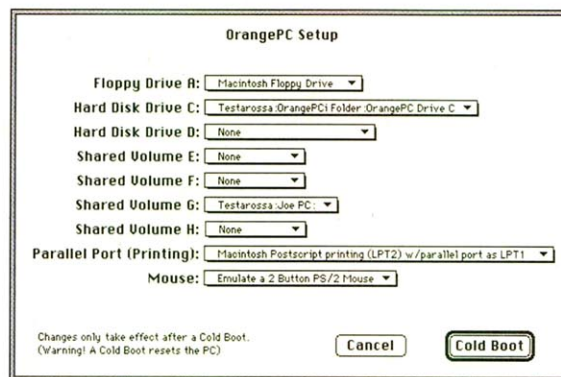 OrangePC Setup
Floppy Drive A: Macintosh Floppy Drive
Hard Disk Drive C: Testarossa:OrangePCi Folder:OrangePC Drive C
Hard Disk Drive D: None
Shared Volume E: None
Shared Volume F: None
Shared Volume G: Testarossa:Joe PC:
Shared Volume H: None
Parallel Port (Printing): Macintosh Postscript printing (LPT2) w/parallel port as LPT1
Mouse: Emulate a 2 Button PS/2 Mouse
Changes only take effect after a Cold Boot.
(Warning! A Cold Boot resets the PC)
Cancel
Cold Boot